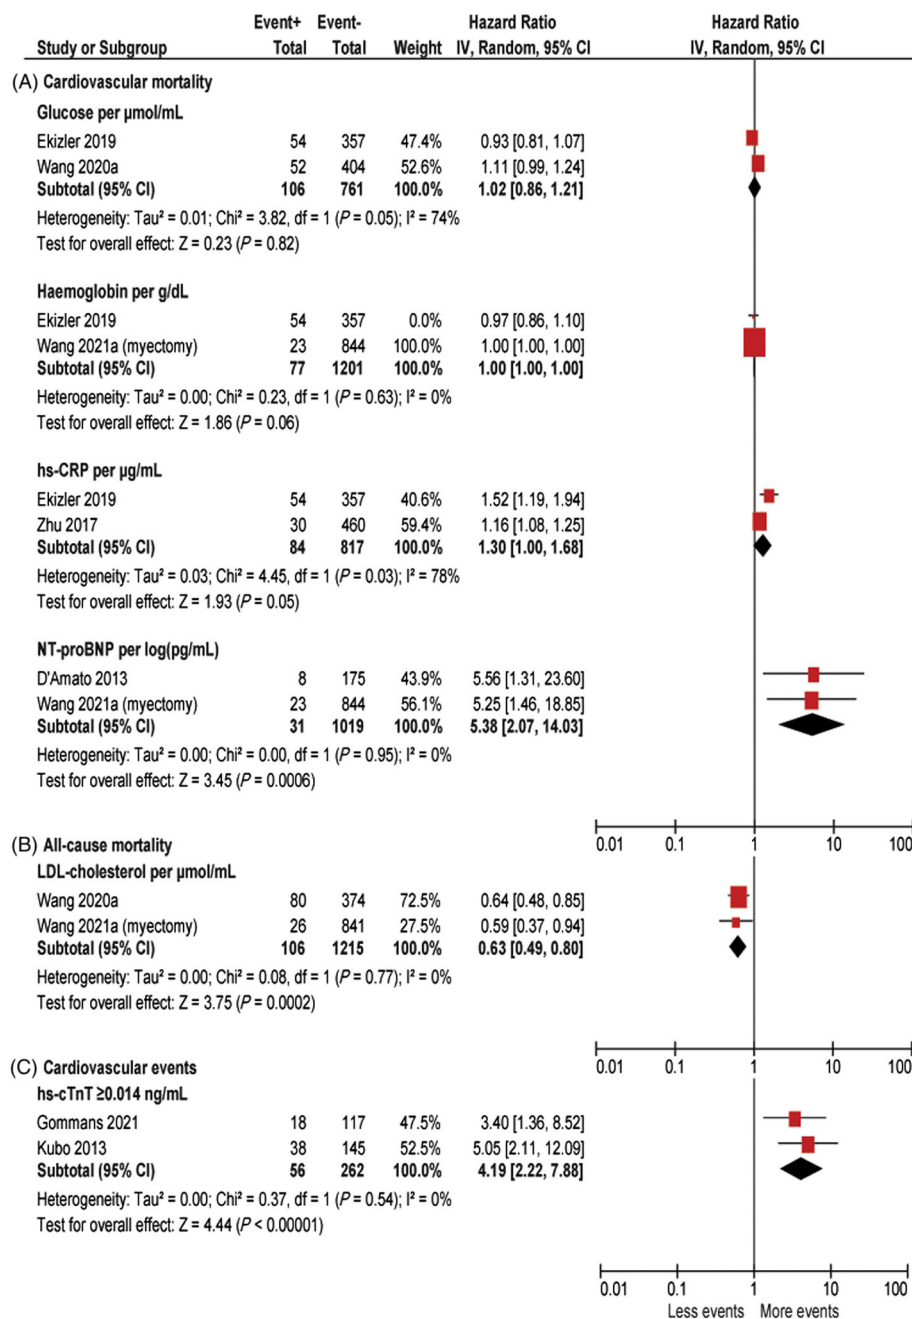 Event+ Event- Hazard Ratio Hazard Ratio
Study or Subgroup Total Total Weight IV, Random, 95% CI IV, Random, 95% CI
(A) Cardiovascular mortality
Glucose per µmol/mL
Ekizler 2019 54 357 47.4% 0.93 [0.81, 1.07]
Wang 2020a 52 404 52.6% 1.11 [0.99, 1.24]
Subtotal (95% CI) 106 761 100.0% 1.02 [0.86, 1.21]
Heterogeneity: Tau² = 0.01; Chi² = 3.82, df = 1 (P = 0.05); I² = 74%
Test for overall effect: Z = 0.23 (P = 0.82)
Haemoglobin per g/dL
Ekizler 2019 54 357 0.0% 0.97 [0.86, 1.10]
Wang 2021a (myectomy) 23 844 100.0% 1.00 [1.00, 1.00]
Subtotal (95% CI) 77 1201 100.0% 1.00 [1.00, 1.00]
Heterogeneity: Tau² = 0.00; Chi² = 0.23, df = 1 (P = 0.63); I² = 0%
Test for overall effect: Z = 1.86 (P = 0.06)
hs-CRP per µg/mL
Ekizler 2019 54 357 40.6% 1.52 [1.19, 1.94]
Zhu 2017 30 460 59.4% 1.16 [1.08, 1.25]
Subtotal (95% CI) 84 817 100.0% 1.30 [1.00, 1.68]
Heterogeneity: Tau² = 0.03; Chi² = 4.45, df = 1 (P = 0.03); I² = 78%
Test for overall effect: Z = 1.93 (P = 0.05)
NT-proBNP per log(pg/mL)
D'Amato 2013 8 175 43.9% 5.56 [1.31, 23.60]
Wang 2021a (myectomy) 23 844 56.1% 5.25 [1.46, 18.85]
Subtotal (95% CI) 31 1019 100.0% 5.38 [2.07, 14.03]
Heterogeneity: Tau² = 0.00; Chi² = 0.00, df = 1 (P = 0.95); I² = 0%
Test for overall effect: Z = 3.45 (P = 0.0006)
0.01 0.1 1 10 100
(B) All-cause mortality
LDL-cholesterol per µmol/mL
Wang 2020a 80 374 72.5% 0.64 [0.48, 0.85]
Wang 2021a (myectomy) 26 841 27.5% 0.59 [0.37, 0.94]
Subtotal (95% CI) 106 1215 100.0% 0.63 [0.49, 0.80]
Heterogeneity: Tau² = 0.00; Chi² = 0.08, df = 1 (P = 0.77); I² = 0%
Test for overall effect: Z = 3.75 (P = 0.0002)
0.01 0.1 1 10 100
(C) Cardiovascular events
hs-cTnT ≥0.014 ng/mL
Gommans 2021 18 117 47.5% 3.40 [1.36, 8.52]
Kubo 2013 38 145 52.5% 5.05 [2.11, 12.09]
Subtotal (95% CI) 56 262 100.0% 4.19 [2.22, 7.88]
Heterogeneity: Tau² = 0.00; Chi² = 0.37, df = 1 (P = 0.54); I² = 0%
Test for overall effect: Z = 4.44 (P < 0.00001)
0.01 0.1 1 10 100
Less events More events